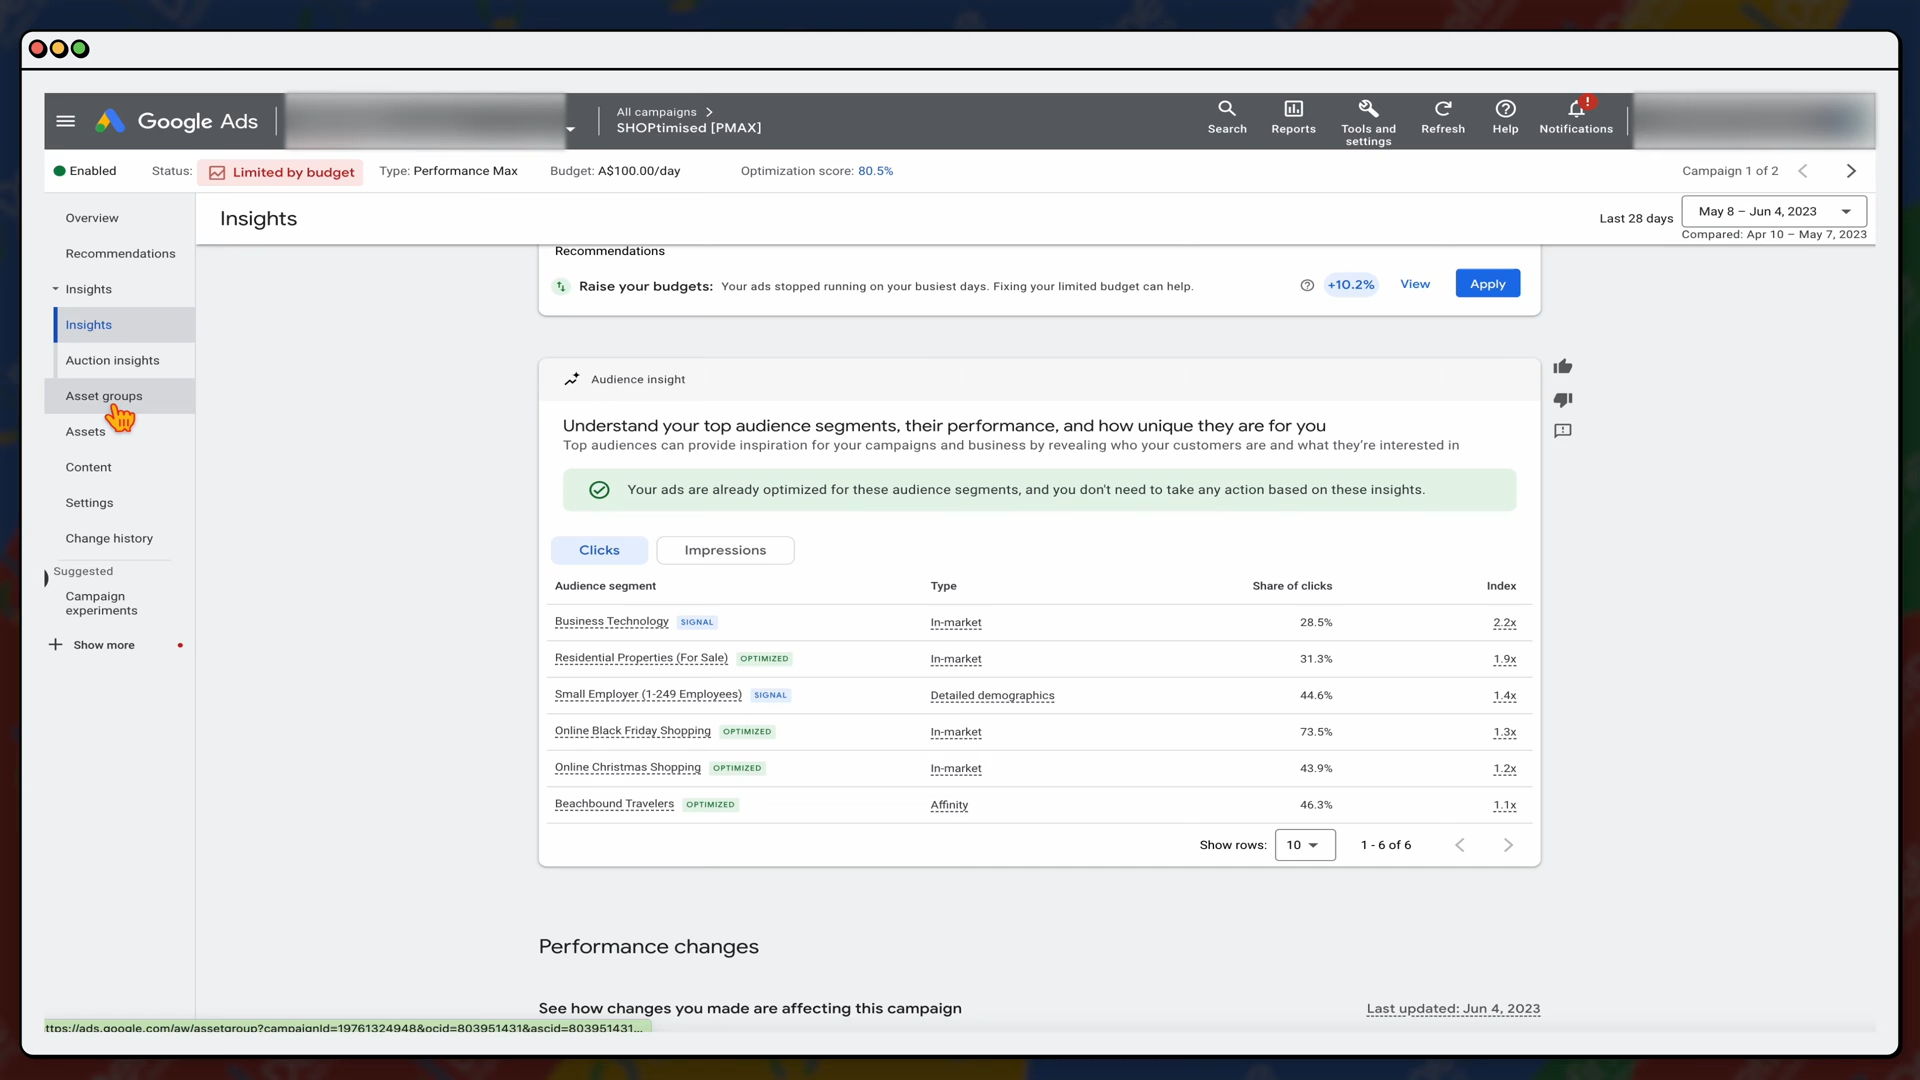 Google Ads
All campaigns
SHOPtimised [PMAX]
Search
Reports
Tools and
settings
Refresh
Help
Notifications
!
Enabled
Status: Limited by budget
Type: Performance Max
Budget: A$100.00/day
Optimization score: 80.5%
Campaign 1 of 2
Overview
Recommendations
Insights
Insights
Auction insights
Asset groups
Assets
Content
Settings
Change history
Suggested
Campaign
experiments
Show more
Insights
Last 28 days
May 8 – Jun 4, 2023
Compared: Apr 10 – May 7, 2023
Recommendations
Raise your budgets: Your ads stopped running on your busiest days. Fixing your limited budget can help.
+10.2%
View
Apply
Audience insight
Understand your top audience segments, their performance, and how unique they are for you
Top audiences can provide inspiration for your campaigns and business by revealing who your customers are and what they're interested in
Your ads are already optimized for these audience segments, and you don't need to take any action based on these insights.
Clicks
Impressions
Audience segment Type Share of clicks Index
Business Technology SIGNAL In-market 28.5% 2.2x
Residential Properties (For Sale) OPTIMIZED In-market 31.3% 1.9x
Small Employer (1-249 Employees) SIGNAL Detailed demographics 44.6% 1.4x
Online Black Friday Shopping OPTIMIZED In-market 73.5% 1.3x
Online Christmas Shopping OPTIMIZED In-market 43.9% 1.2x
Beachbound Travelers OPTIMIZED Affinity 46.3% 1.1x
Show rows: 10 1 - 6 of 6
Performance changes
See how changes you made are affecting this campaign
Last updated: Jun 4, 2023
ttps://ads.google.com/aw/assetgroup?campaignId=19761324948&ocid=803951431&ascid=803951431...